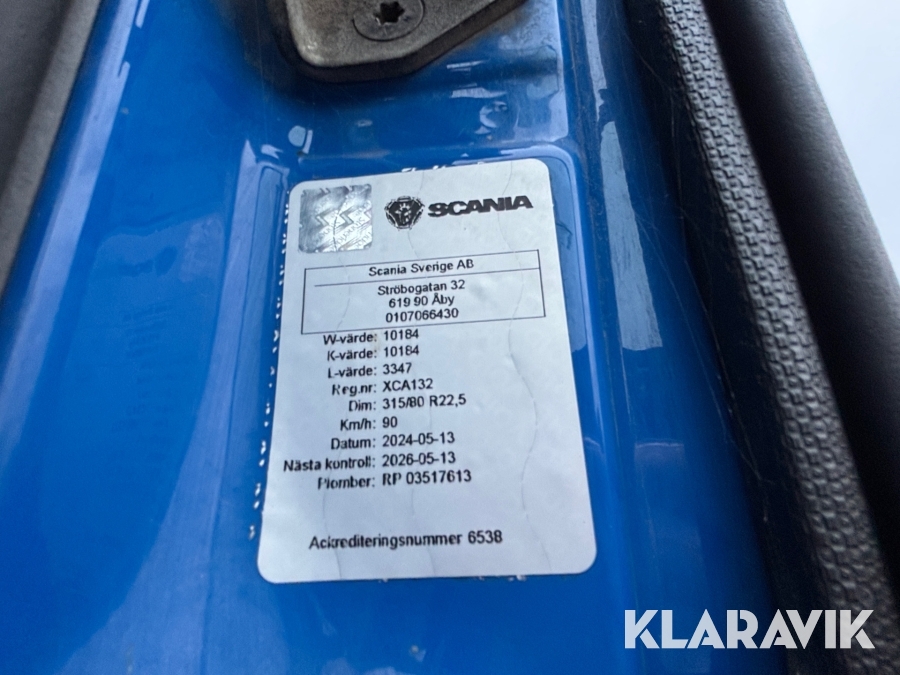 SCANIA
Scania Sverige AB
Ströbogatan 32
619 90 Åby
0107066430
W-värde: 10184
K-värde: 10184
L-värde: 3347
Reg.nr: XCA132
Dim: 315/80 R22,5
Km/h: 90
Datum: 2024-05-13
Nästa kontroll: 2026-05-13
Plomber: RP 03517613
Ackrediteringsnummer 6538
KLARAVIK